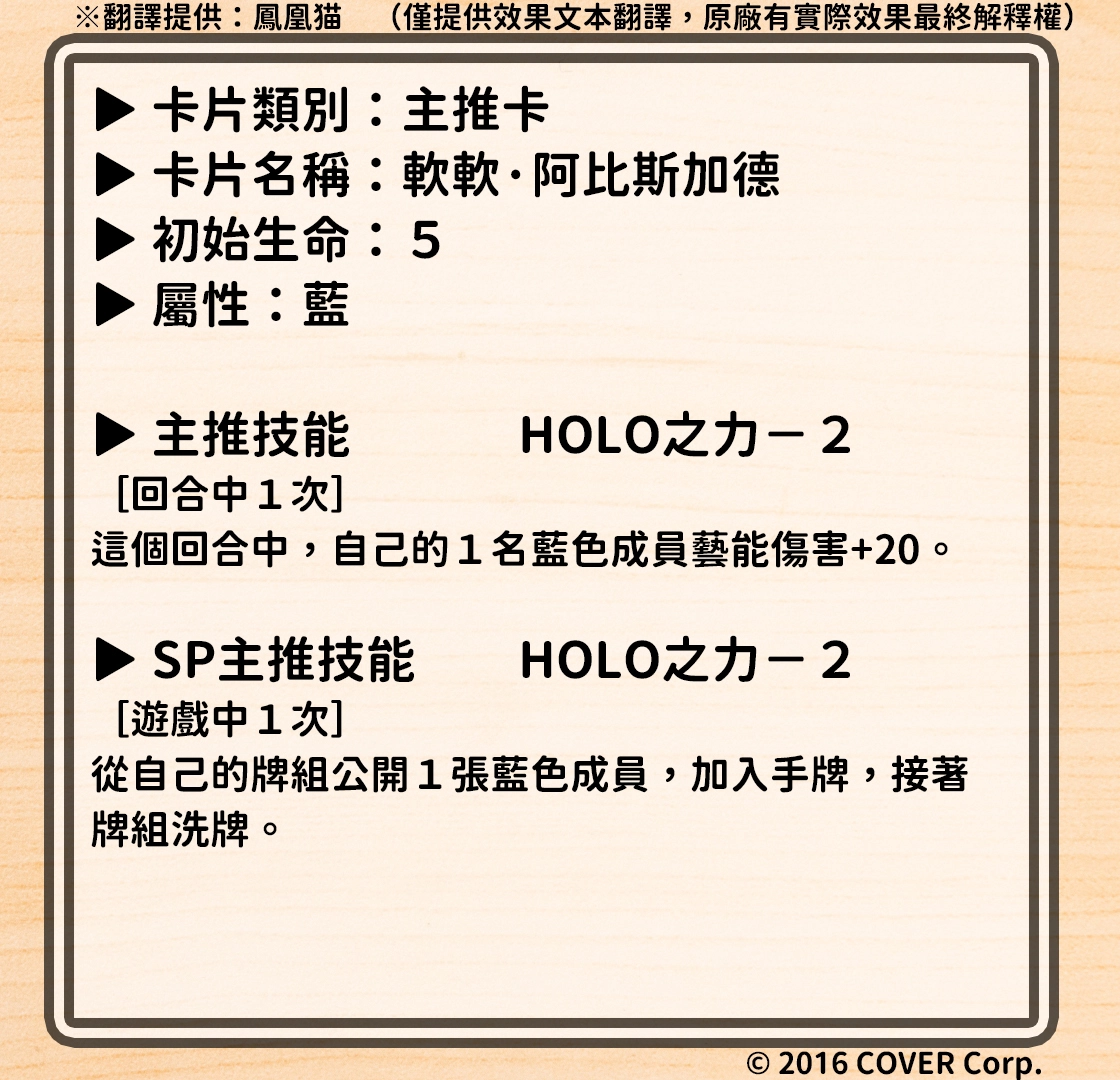 ※翻譯提供：鳳凰猫　（僅提供效果文本翻譯，原廠有實際效果最終解釋權）
▶ 卡片類別：主推卡
▶ 卡片名稱：軟軟·阿比斯加德
▶ 初始生命：５
▶ 屬性：藍
▶ 主推技能　　　HOLO之力－２
［回合中１次］
這個回合中，自己的１名藍色成員藝能傷害+20。
▶ SP主推技能　　HOLO之力－２
［遊戲中１次］
從自己的牌組公開１張藍色成員，加入手牌，接著
牌組洗牌。
© 2016 COVER Corp.